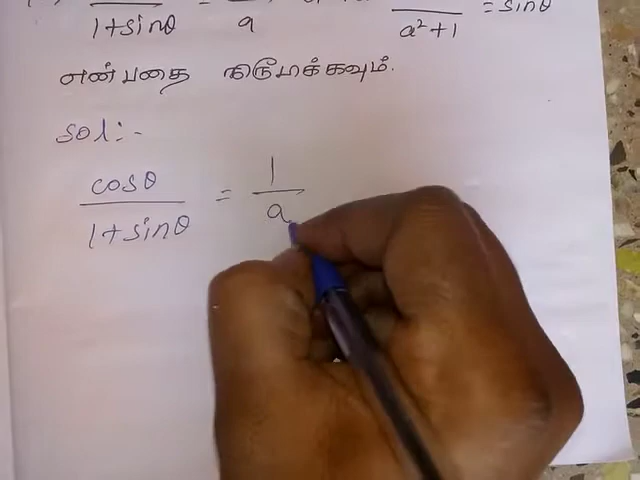 1+sinθ = a a²+1 = sinθ
என்பதை நிரூபிக்கவும்.
Sol:-
cosθ / 1+sinθ = 1/a